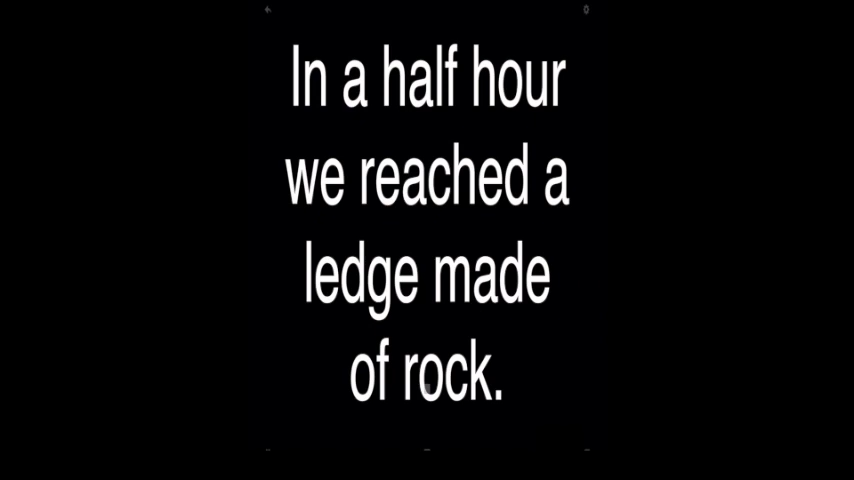 In a half hour
we reached a
ledge made
of rock.